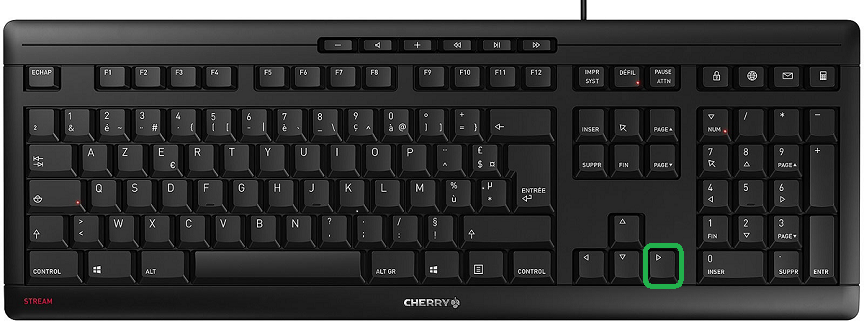 ECHAP F1 F2 F3 F4 F5 F6 F7 F8 F9 F10 F11 F12 IMPR SYST DÉFIL PAUSE ATTN
² 1 & 2 é ~ 3 " # 4 ' { 5 ( [ 6 - | 7 è ` 8 _ \ 9 ç ^ 0 à @ ° ) ] + = } INSER PAGE NUM / * -
A Z E € R T Y U I O P ¨ ^ £ $ ¤ ENTRÉE SUPPR FIN PAGE 7 8 9 PAGE +
Q S D F G H J K L M % ù µ * 4 5 6
> < W X C V B N ? , . ; / : § ! 1 FIN 2 3 PAGE
CONTROL ALT ALT GR CONTROL 0 INSER . SUPPR ENTR
STREAM CHERRY